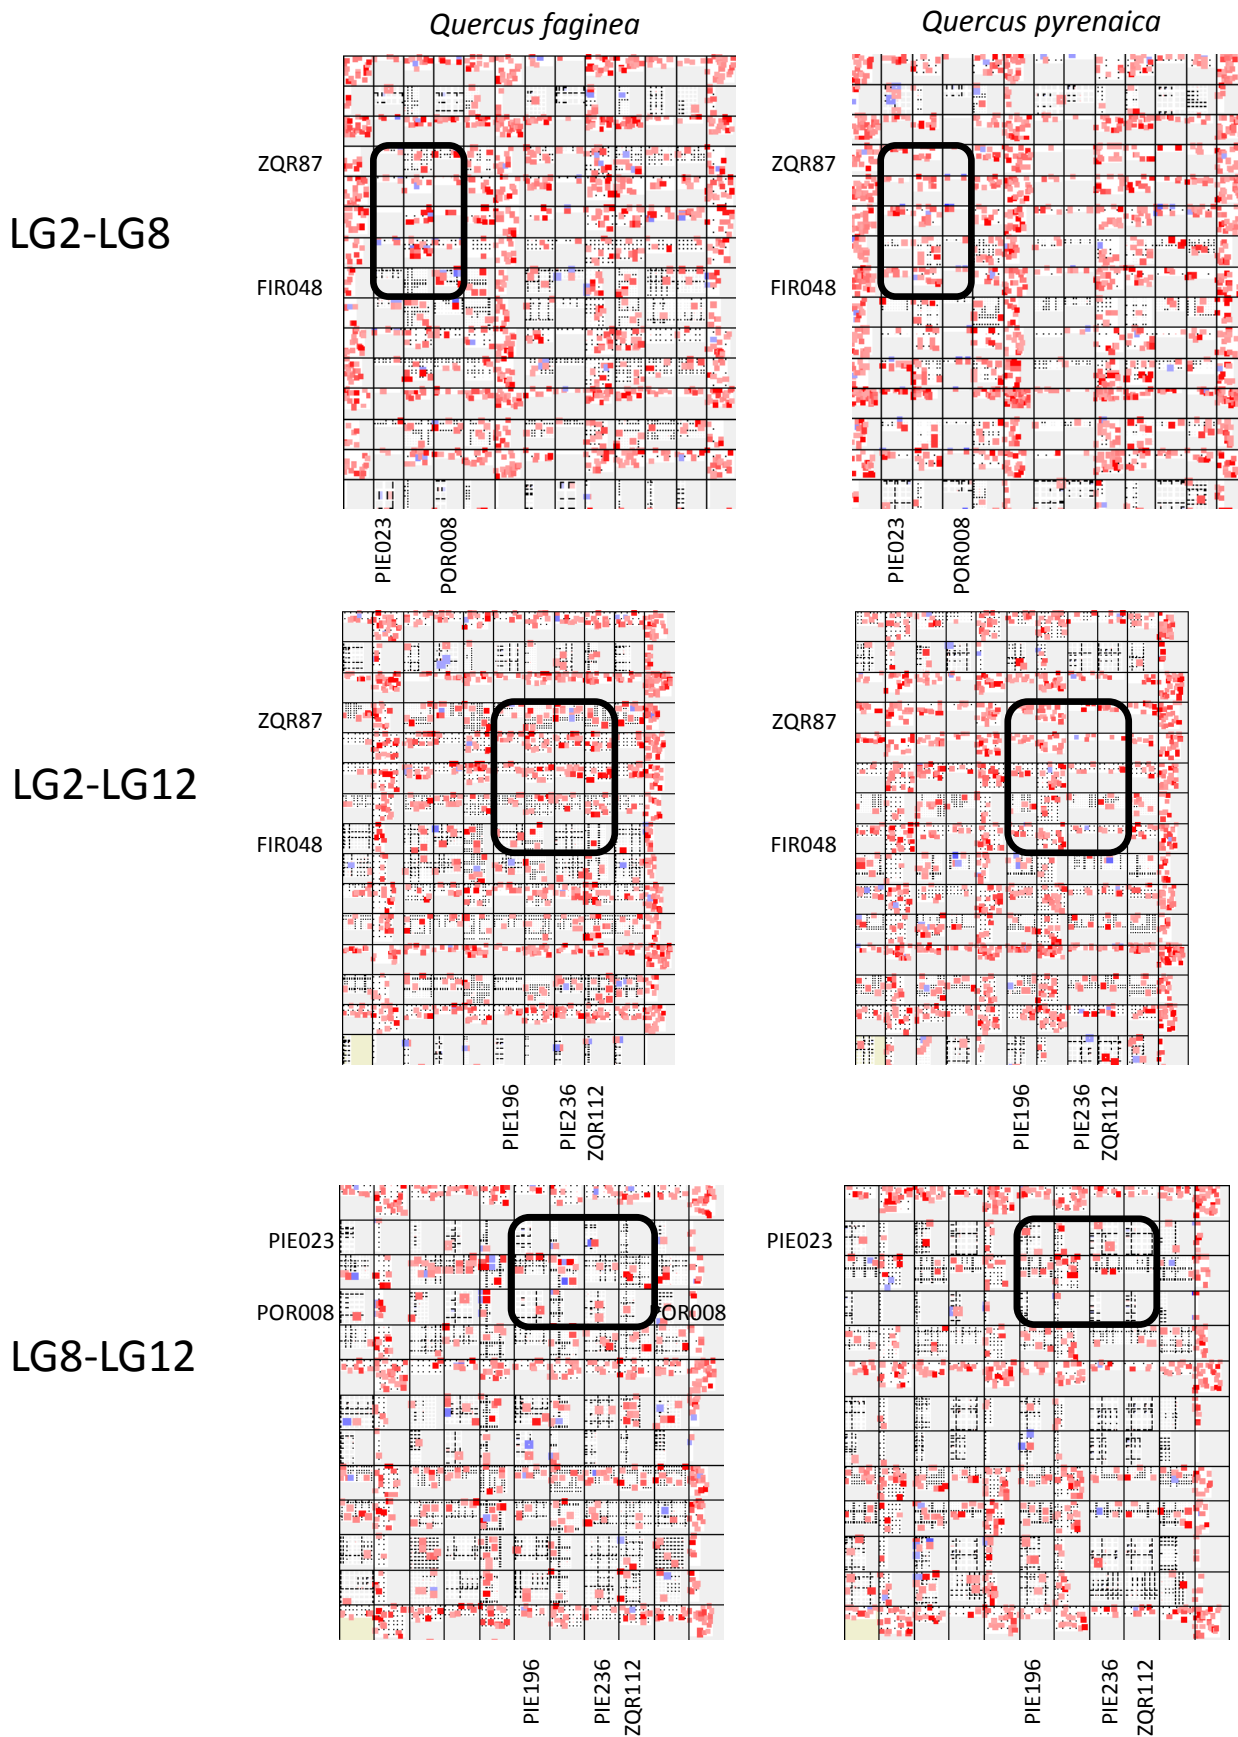 Quercus faginea
Quercus pyrenaica
LG2-LG8
ZQR87
FIR048
ZQR87
FIR048
PIE023
POR008
PIE023
POR008
LG2-LG12
ZQR87
FIR048
ZQR87
FIR048
PIE196
PIE236
ZQR112
PIE196
PIE236
ZQR112
LG8-LG12
PIE023
POR008
PIE023
POR008
PIE196
PIE236
ZQR112
PIE196
PIE236
ZQR112